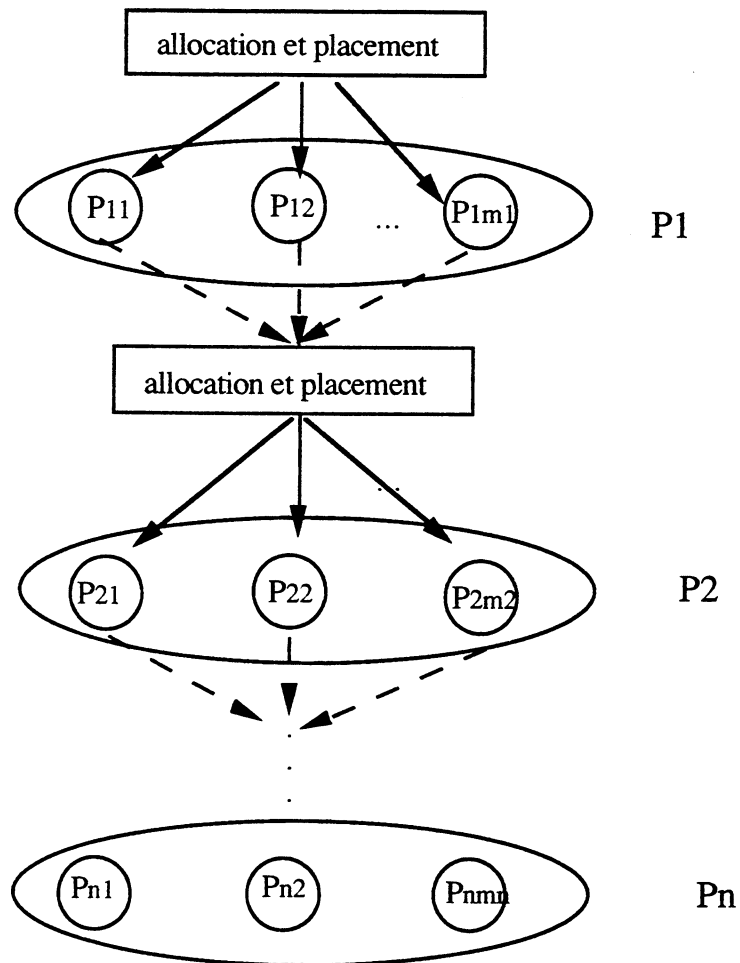 allocation et placement
P11 P12 ... P1m1 P1
allocation et placement
...
P21 P22 P2m2 P2
.
.
.
Pn1 Pn2 Pnmn Pn